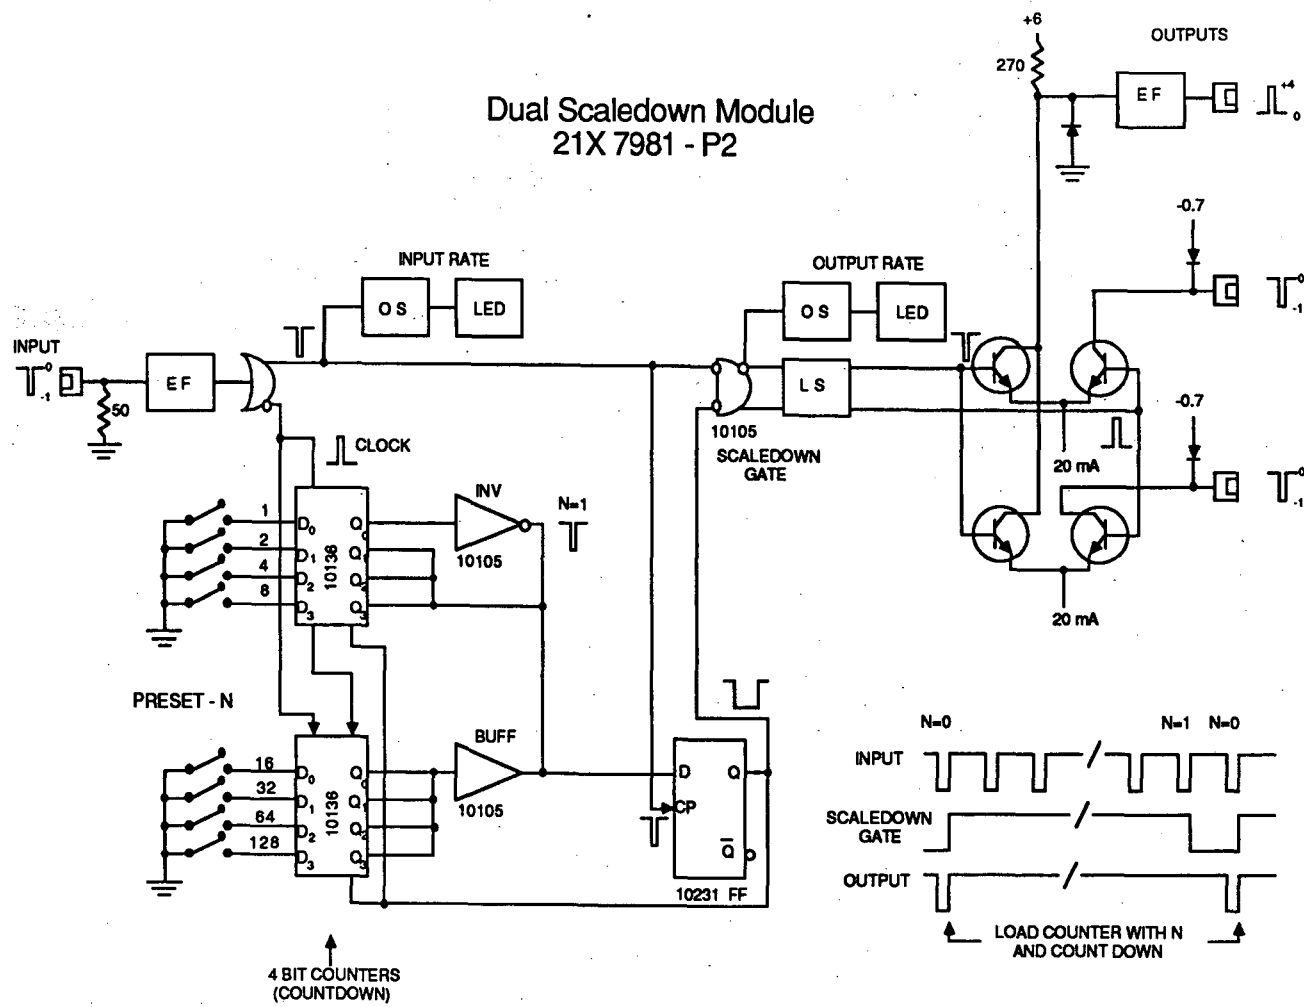 +6
OUTPUTS
270
EF
+4
0
Dual Scaledown Module
21X 7981 - P2
-0.7
INPUT RATE
OUTPUT RATE
0
-1
OS
LED
OS
LED
INPUT
0
-1
EF
50
LS
10105
SCALEDOWN
GATE
-0.7
20 mA
0
-1
CLOCK
INV
N=1
10105
1
2
4
8
D0
D1
D2
D3
10136
Q0
Q1
Q2
Q3
20 mA
PRESET - N
BUFF
10105
16
32
64
128
D0
D1
D2
D3
10136
Q0
Q1
Q2
Q3
D
Q
CP
Q̅
10231 FF
N=0
N=1
N=0
INPUT
SCALEDOWN
GATE
OUTPUT
LOAD COUNTER WITH N
AND COUNT DOWN
4 BIT COUNTERS
(COUNTDOWN)